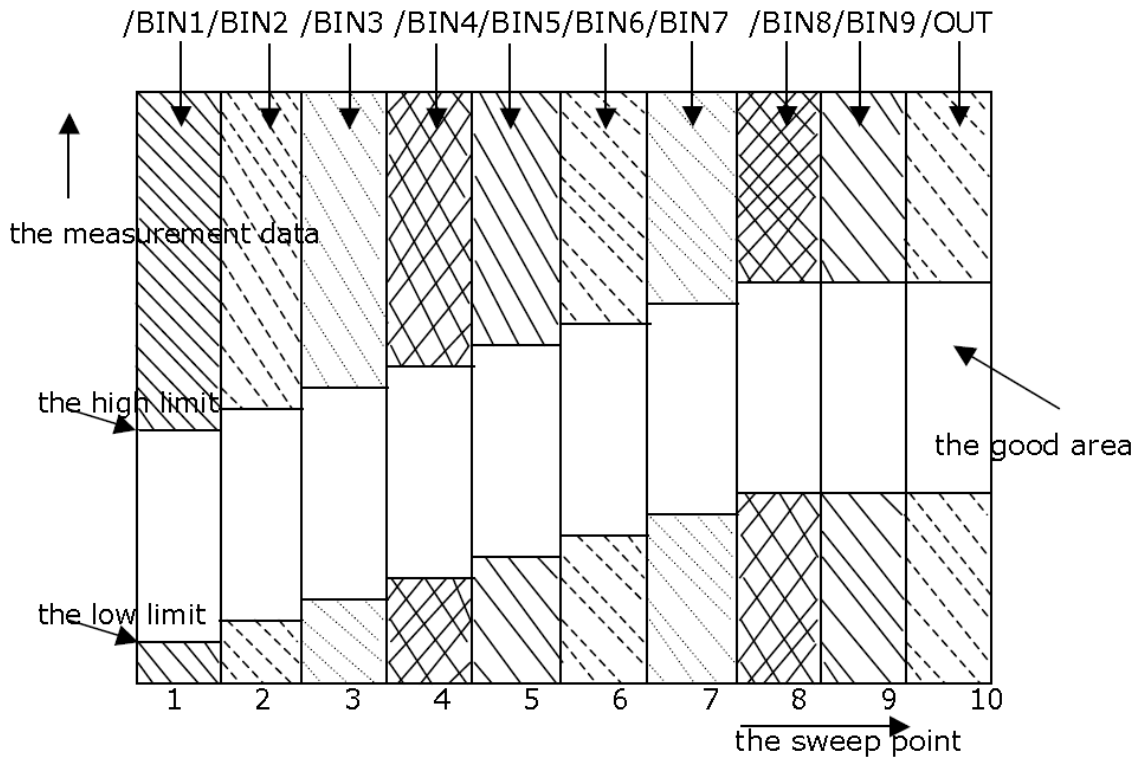 /BIN1/BIN2 /BIN3 /BIN4/BIN5/BIN6/BIN7 /BIN8/BIN9/OUT
the measurement data
the high limit
the good area
the low limit
1 2 3 4 5 6 7 8 9 10
the sweep point